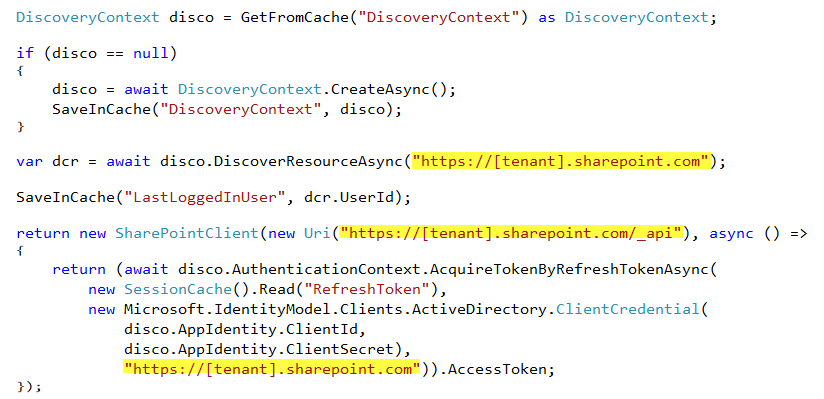 DiscoveryContext disco = GetFromCache("DiscoveryContext") as DiscoveryContext;
if (disco == null)
{
disco = await DiscoveryContext.CreateAsync();
SaveInCache("DiscoveryContext", disco);
}
var dcr = await disco.DiscoverResourceAsync("https://[tenant].sharepoint.com");
SaveInCache("LastLoggedInUser", dcr.UserId);
return new SharePointClient(new Uri("https://[tenant].sharepoint.com/_api"), async () =>
{
return (await disco.AuthenticationContext.AcquireTokenByRefreshTokenAsync(
new SessionCache().Read("RefreshToken"),
new Microsoft.IdentityModel.Clients.ActiveDirectory.ClientCredential(
disco.AppIdentity.ClientId,
disco.AppIdentity.ClientSecret),
"https://[tenant].sharepoint.com")).AccessToken;
});